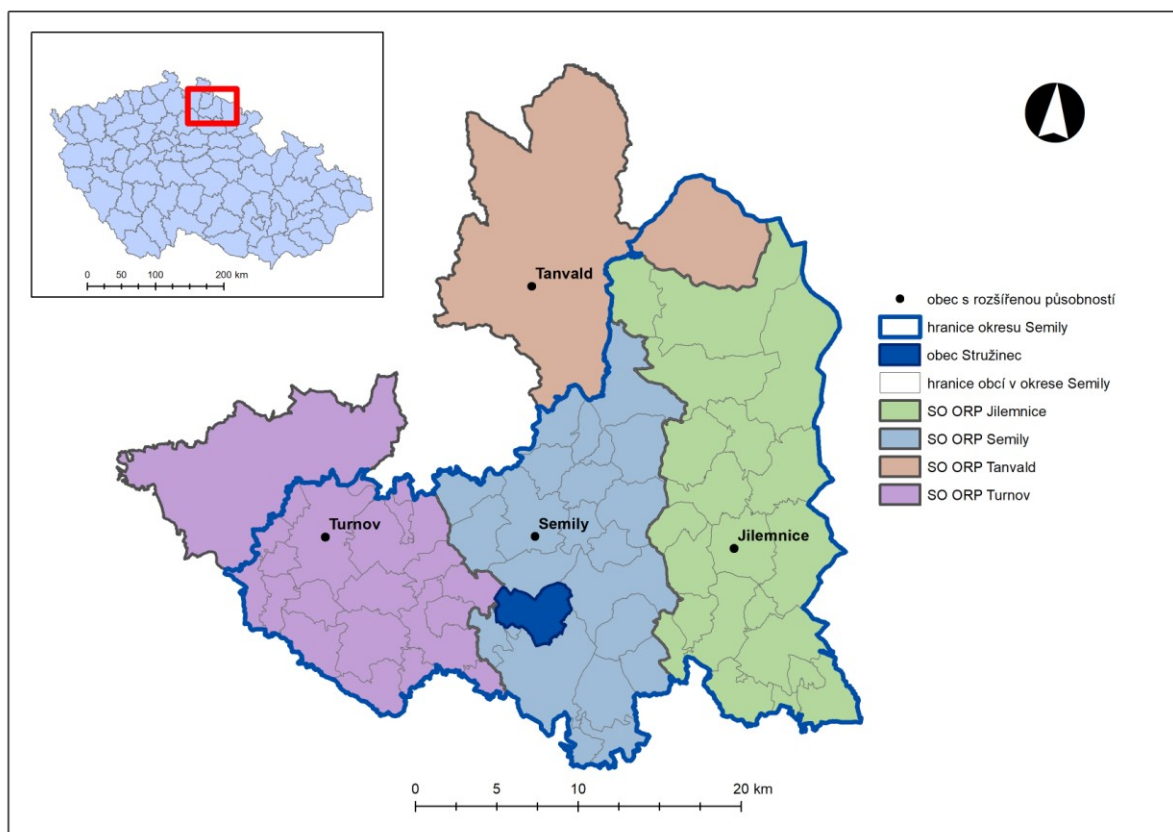 0 50 100 200 km
Tanvald
Turnov
Semily
Jilemnice
obec s rozšířenou působností
hranice okresu Semily
obec Stružinec
hranice obcí v okrese Semily
SO ORP Jilemnice
SO ORP Semily
SO ORP Tanvald
SO ORP Turnov
0 5 10 20 km